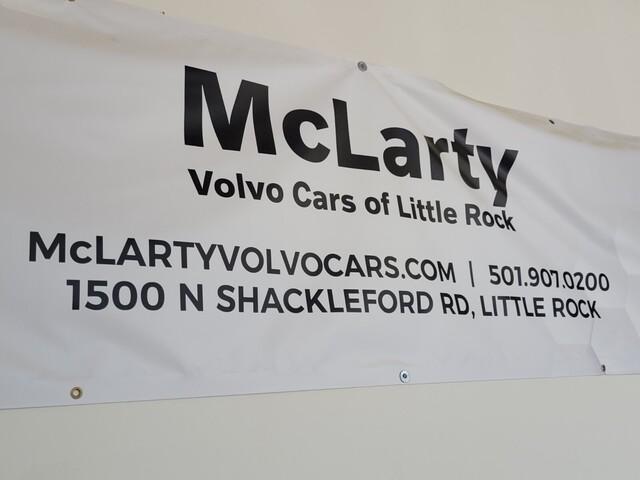 McLarty
Volvo Cars of Little Rock
McLARTYVOLVOCARS.COM | 501.907.0200
1500 N SHACKLEFORD RD, LITTLE ROCK